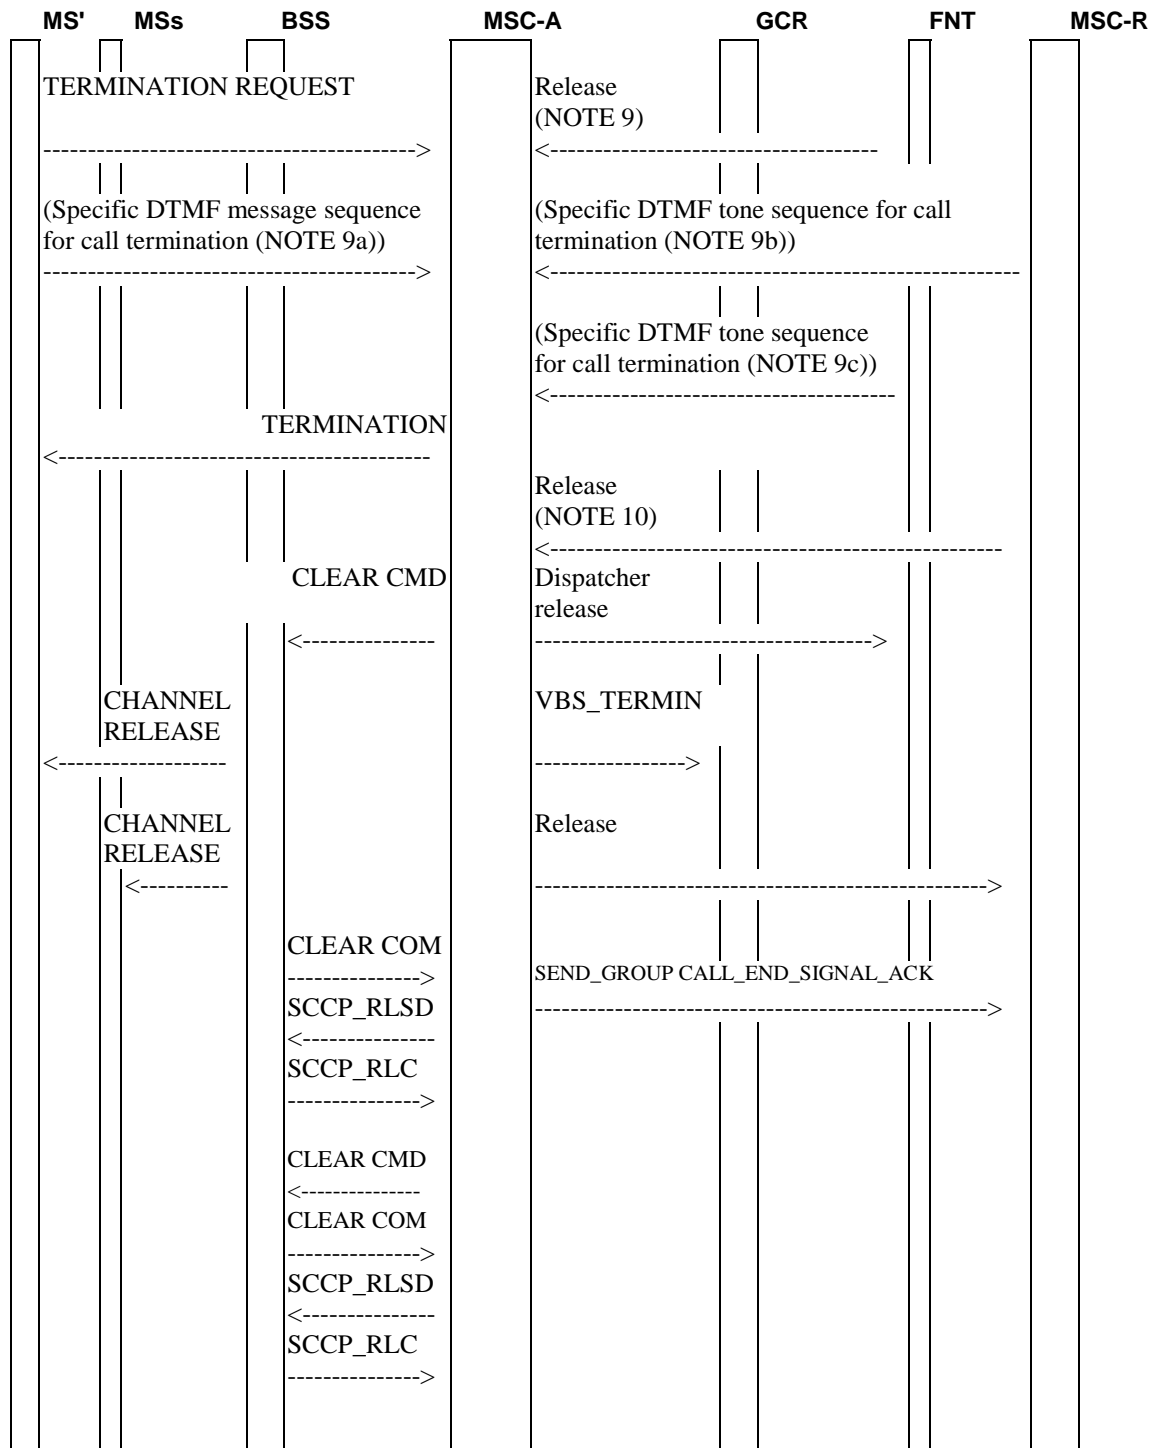 MS' MSs BSS MSC-A GCR FNT MSC-R
TERMINATION REQUEST
Release
(NOTE 9)
----------------------------------------->
<------------------------------------
(Specific DTMF message sequence
for call termination (NOTE 9a))
(Specific DTMF tone sequence for call
termination (NOTE 9b))
----------------------------------------->
<----------------------------------------------------
(Specific DTMF tone sequence
for call termination (NOTE 9c))
<--------------------------------------
TERMINATION
<-----------------------------------------
Release
(NOTE 10)
<--------------------------------------------------
CLEAR CMD
Dispatcher
release
<---------------
------------------------------------->
CHANNEL
RELEASE
VBS_TERMIN
<-------------------
----------------->
CHANNEL
RELEASE
Release
<----------
-------------------------------------------------->
CLEAR COM
--------------->
SEND_GROUP CALL_END_SIGNAL_ACK
SCCP_RLSD
-------------------------------------------------->
<---------------
SCCP_RLC
--------------->
CLEAR CMD
<---------------
CLEAR COM
--------------->
SCCP_RLSD
<---------------
SCCP_RLC
--------------->